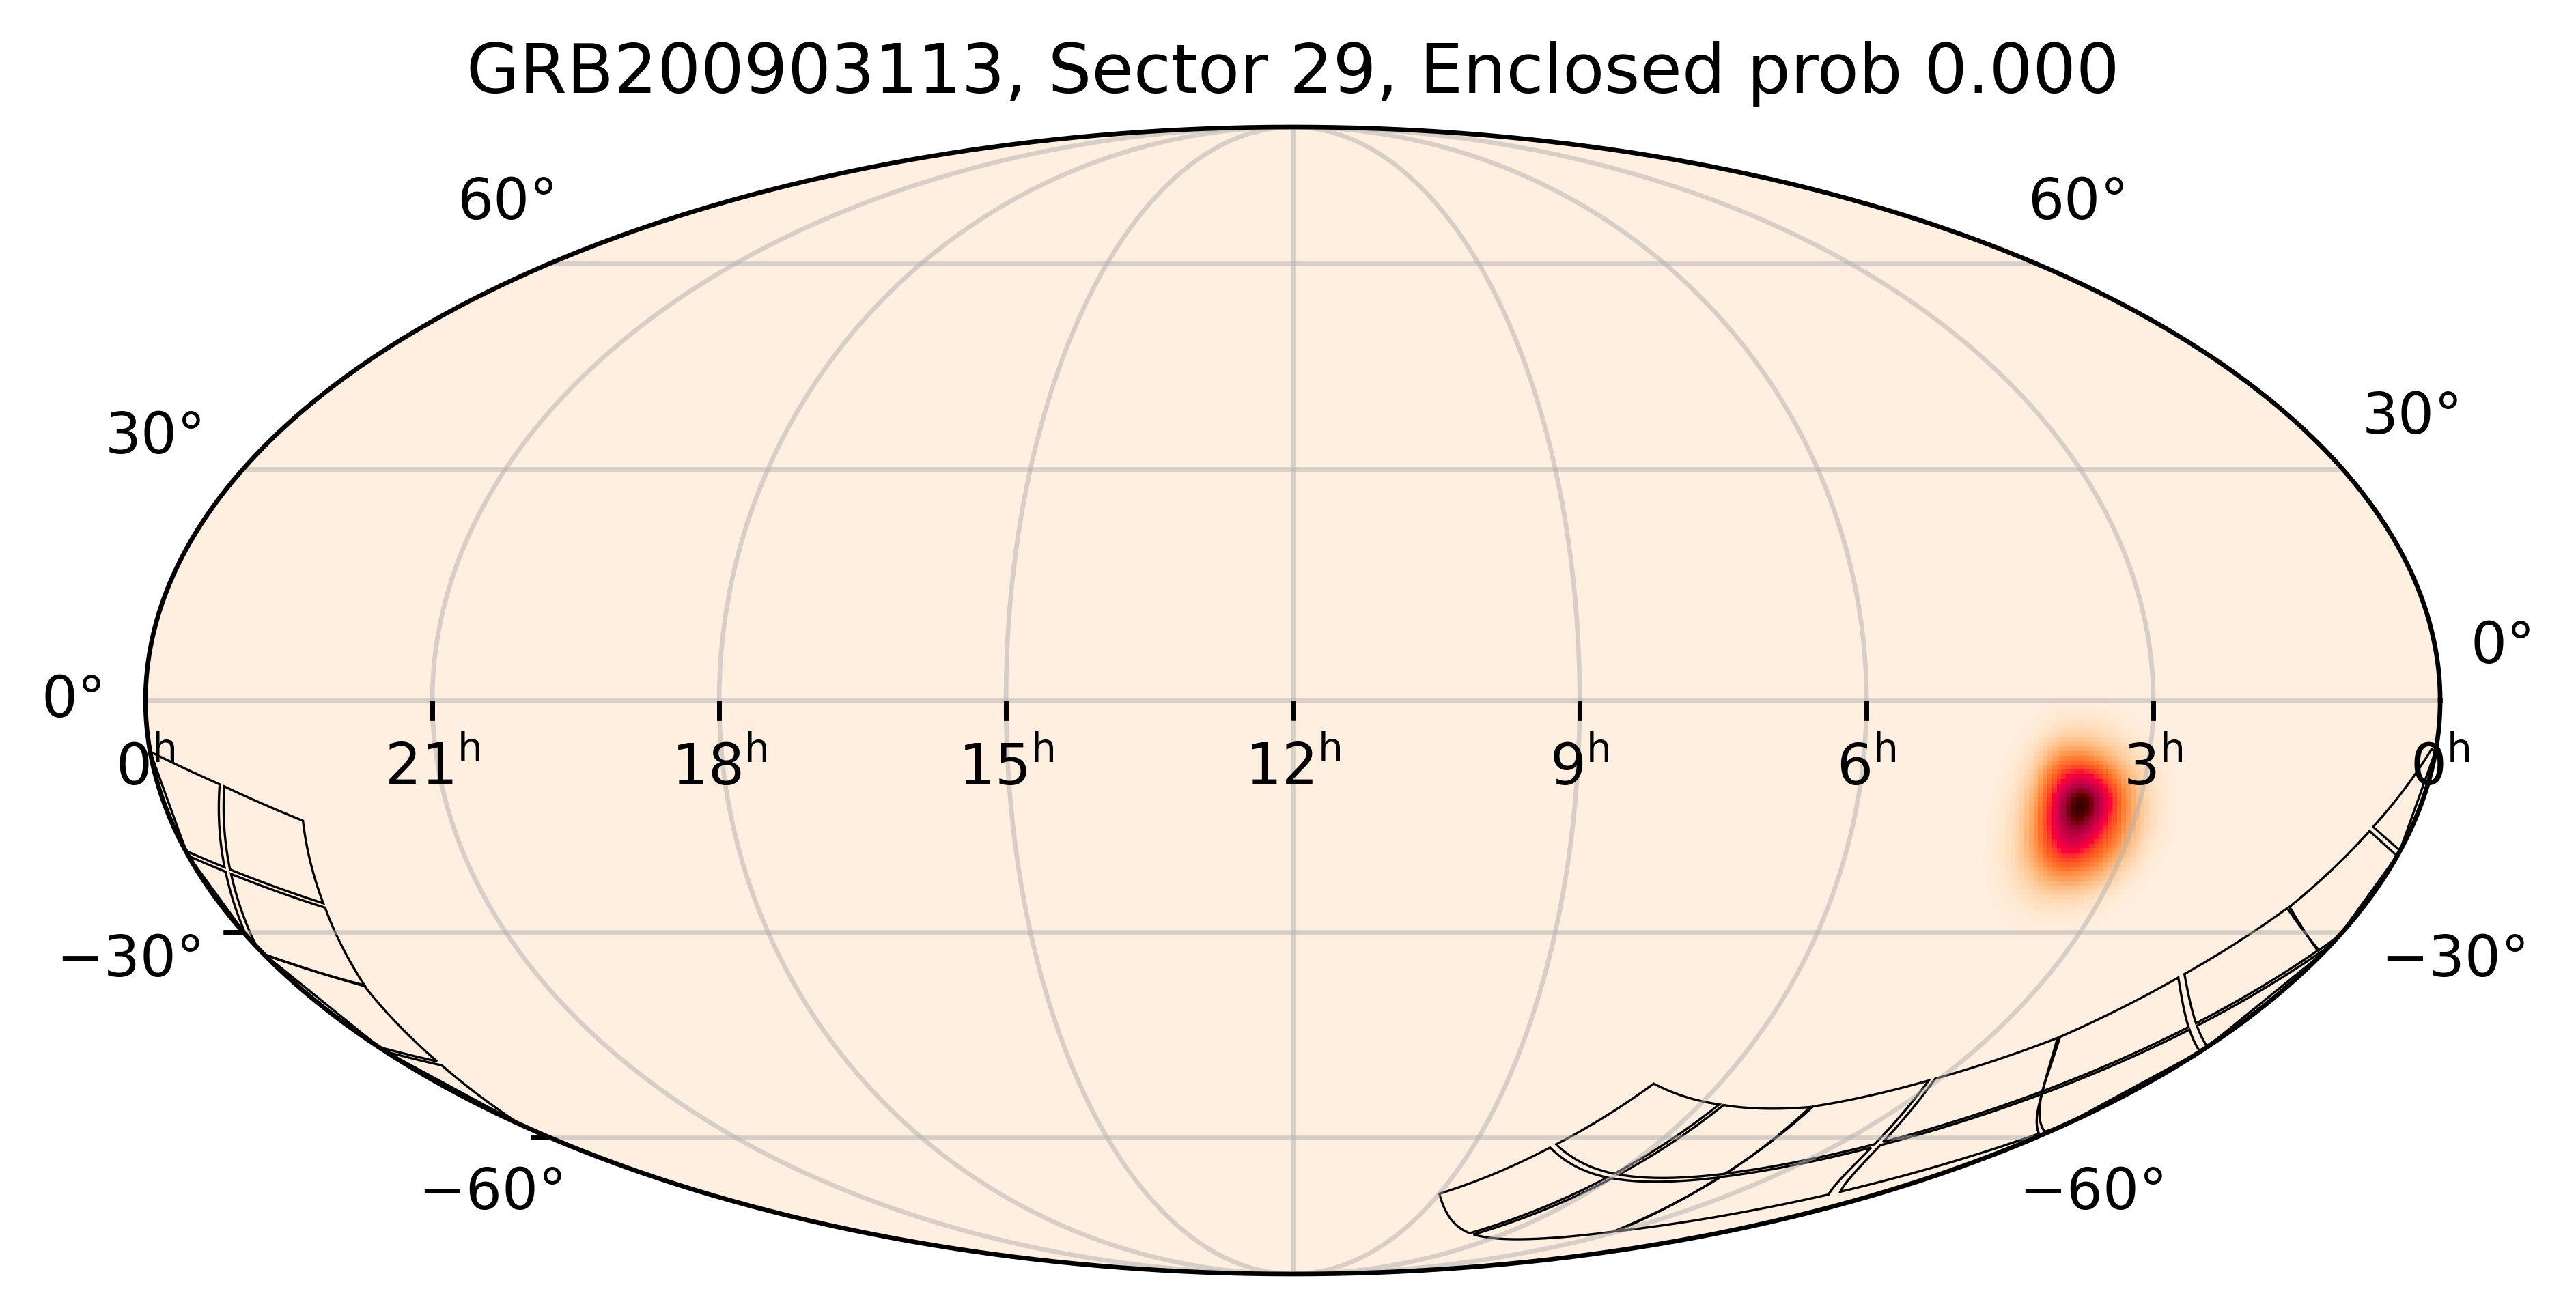 GRB200903113, Sector 29, Enclosed prob 0.000
60° 60°
30° 30°
0° 0°
0ʰ 21ʰ 18ʰ 15ʰ 12ʰ 9ʰ 6ʰ 3ʰ 0ʰ
−30° −30°
−60° −60°